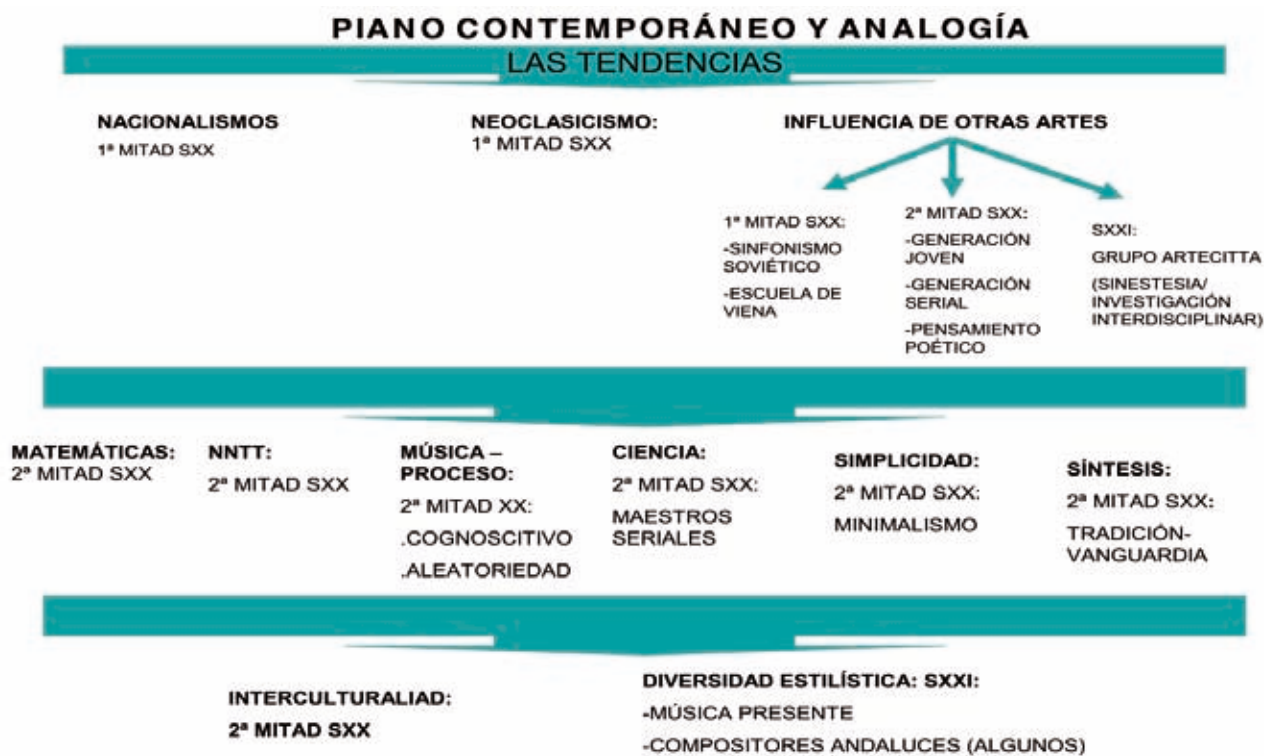 PIANO CONTEMPORÁNEO Y ANALOGÍA
LAS TENDENCIAS
NACIONALISMOS
1ª MITAD SXX
NEOCLASICISMO:
1ª MITAD SXX
INFLUENCIA DE OTRAS ARTES
1ª MITAD SXX:
-SINFONISMO
SOVIÉTICO
-ESCUELA DE
VIENA
2ª MITAD SXX:
-GENERACIÓN
JOVEN
-GENERACIÓN
SERIAL
-PENSAMIENTO
POÉTICO
SXXI:
GRUPO ARTECITTA
(SINESTESIA/
INVESTIGACIÓN
INTERDISCIPLINAR)
MATEMÁTICAS:
2ª MITAD SXX
NNTT:
2ª MITAD SXX
MÚSICA –
PROCESO:
2ª MITAD XX:
.COGNOSCITIVO
.ALEATORIEDAD
CIENCIA:
2ª MITAD SXX:
MAESTROS
SERIALES
SIMPLICIDAD:
2ª MITAD SXX:
MINIMALISMO
SÍNTESIS:
2ª MITAD SXX:
TRADICIÓN-
VANGUARDIA
INTERCULTURALIAD:
2ª MITAD SXX
DIVERSIDAD ESTILÍSTICA: SXXI:
-MÚSICA PRESENTE
-COMPOSITORES ANDALUCES (ALGUNOS)